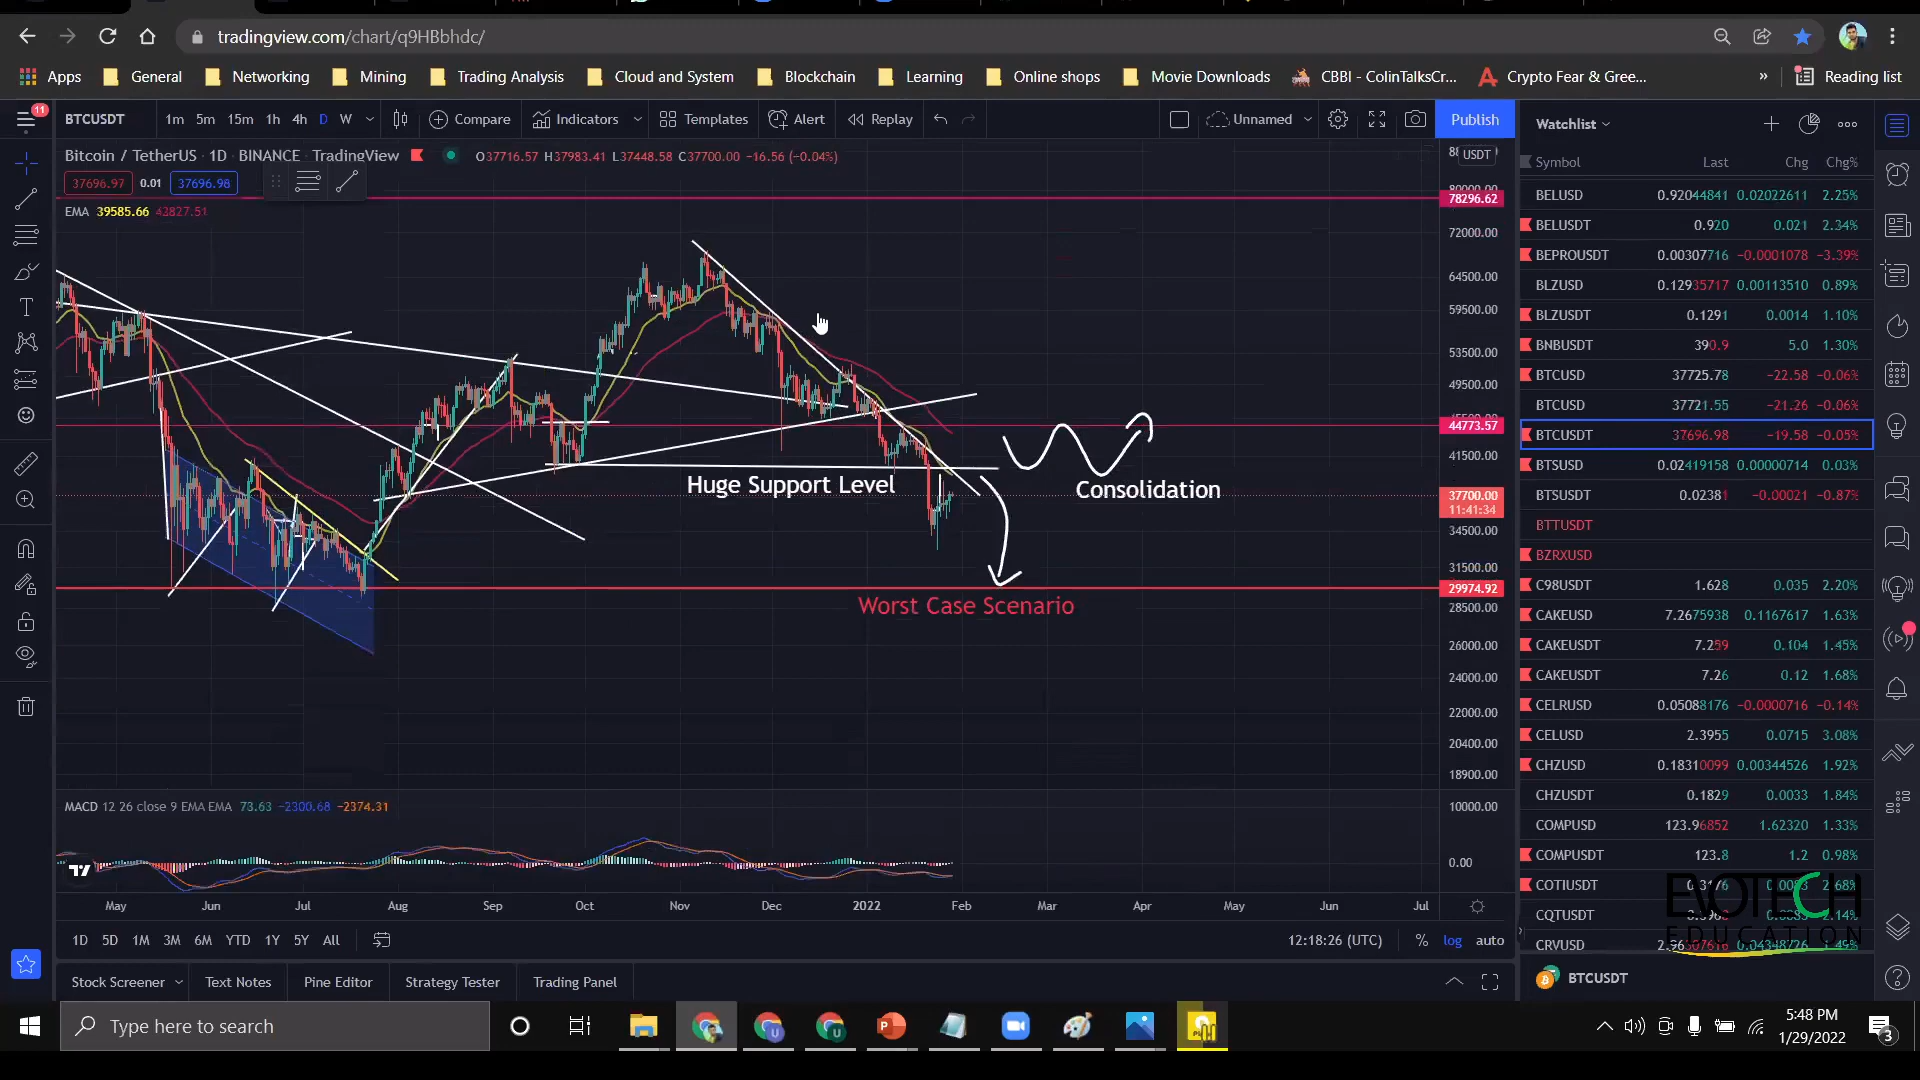 tradingview.com/chart/q9HBbhdc/
Apps General Networking Mining Trading Analysis Cloud and System Blockchain Learning Online shops Movie Downloads CBBI - ColinTalksCr... Crypto Fear & Gree... » Reading list
11 BTCUSDT 1m 5m 15m 1h 4h D W Compare Indicators Templates Alert Replay Unnamed Publish
Bitcoin / TetherUS · 1D · BINANCE · TradingView O37716.57 H37983.41 L37448.58 C37700.00 −16.56 (−0.04%)
37696.97 0.01 37696.98
EMA 39585.66 43827.51
USDT
80000.00
78296.62
72000.00
64500.00
59500.00
53500.00
49500.00
45500.00
44773.57
41500.00
37700.00
11:41:34
34500.00
31500.00
29974.92
28500.00
26000.00
24000.00
22000.00
20400.00
18900.00
Huge Support Level
Consolidation
Worst Case Scenario
MACD 12 26 close 9 EMA EMA 73.63 −2300.68 −2374.31
10000.00
0.00
May Jun Jul Aug Sep Oct Nov Dec 2022 Feb Mar Apr May Jun Jul
1D 5D 1M 3M 6M YTD 1Y 5Y All 12:18:26 (UTC) % log auto
Stock Screener Text Notes Pine Editor Strategy Tester Trading Panel
Watchlist
Symbol Last Chg Chg%
BELUSD 0.92044841 0.02022611 2.25%
BELUSDT 0.920 0.021 2.34%
BEPROUSDT 0.00307716 −0.0001078 −3.39%
BLZUSD 0.12935717 0.00113510 0.89%
BLZUSDT 0.1291 0.0014 1.10%
BNBUSDT 390.9 5.0 1.30%
BTCUSD 37725.78 −22.58 −0.06%
BTCUSD 37721.55 −21.26 −0.06%
BTCUSDT 37696.98 −19.58 −0.05%
BTSUSD 0.02419158 0.00000714 0.03%
BTSUSDT 0.02381 −0.00021 −0.87%
BTTUSDT
BZRXUSD
C98USDT 1.628 0.035 2.20%
CAKEUSD 7.2675938 0.1167617 1.63%
CAKEUSDT 7.259 0.104 1.45%
CAKEUSDT 7.26 0.12 1.68%
CELRUSD 0.05088176 −0.0000716 −0.14%
CELUSD 2.3955 0.0715 3.08%
CHZUSD 0.18310099 0.00344526 1.92%
CHZUSDT 0.1829 0.0033 1.84%
COMPUSD 123.96852 1.62320 1.33%
COMPUSDT 123.8 1.2 0.98%
COTIUSDT
CQTUSDT
CRVUSD
EVOTECH
EDUCATION
BTCUSDT
Type here to search
5:48 PM
1/29/2022
3